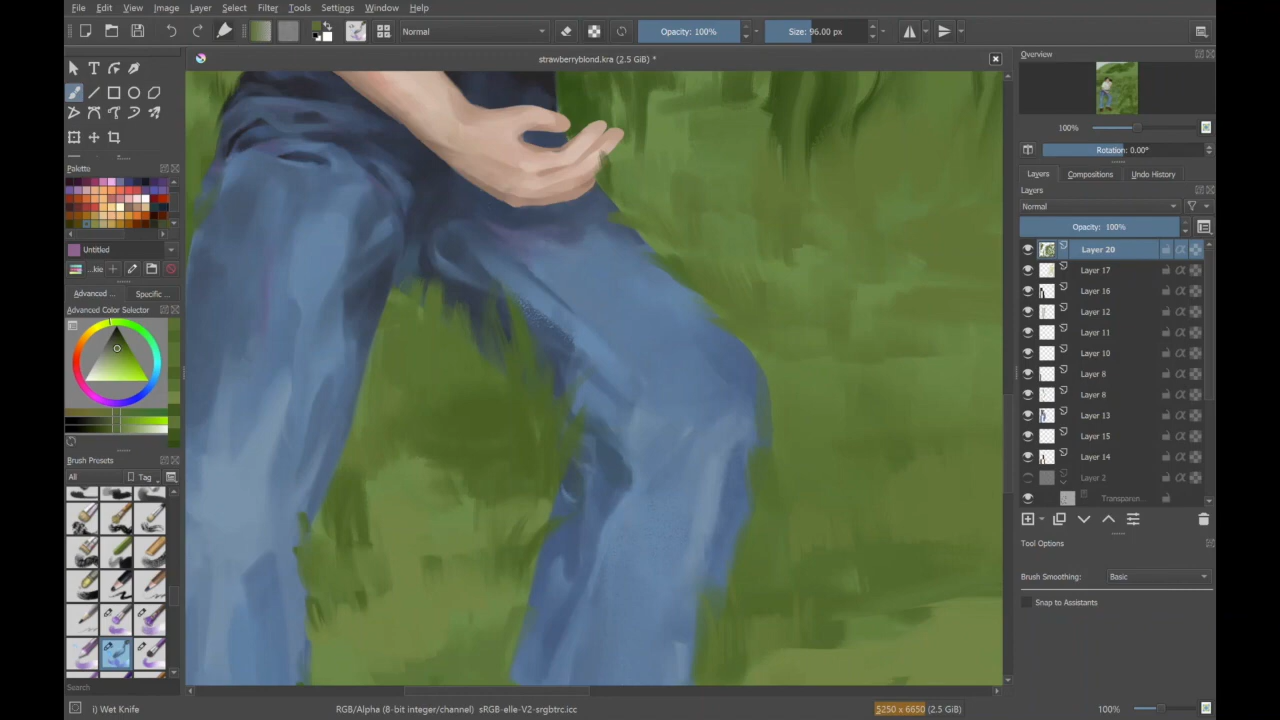 File Edit View Image Layer Select Filter Tools Settings Window Help
Normal Opacity: 100% Size: 96.00 px
strawberryblond.kra (2.5 GiB) *
Overview
100%
Rotation: 0.00°
Layers Compositions Undo History
Layers
Normal
Opacity: 100%
Layer 20
Layer 17
Layer 16
Layer 12
Layer 11
Layer 10
Layer 8
Layer 8
Layer 13
Layer 15
Layer 14
Layer 2
Transparen...
Tool Options
Brush Smoothing: Basic
Snap to Assistants
Palette
Untitled
...kie
Advanced ... Specific ...
Advanced Color Selector
Brush Presets
All Tag
Search
i) Wet Knife RGB/Alpha (8-bit integer/channel) sRGB-elle-V2-srgbtrc.icc 5250 x 6650 (2.5 GiB) 100%